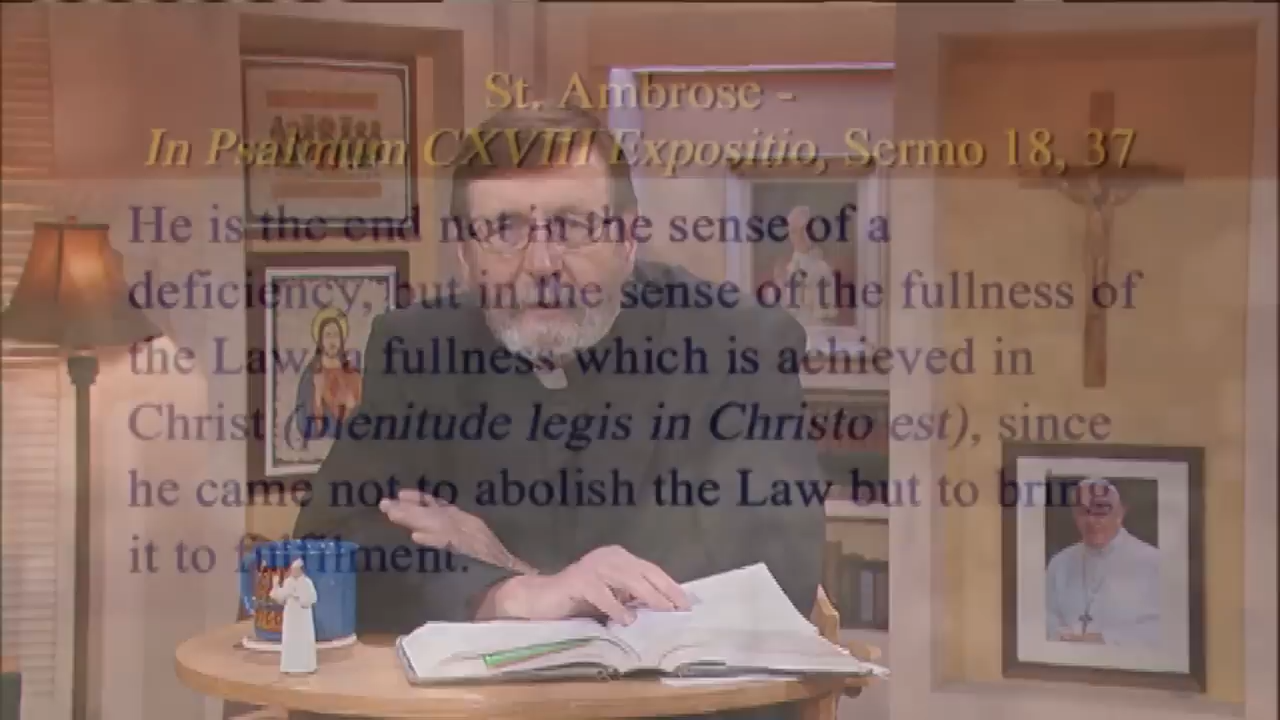 St. Ambrose -
In Psalmum CXVIII Expositio, Sermo 18, 37
He is the end not in the sense of a
deficiency, but in the sense of the fullness of
the Law: a fullness which is achieved in
Christ (plenitude legis in Christo est), since
he came not to abolish the Law but to bring
it to fulfilment.